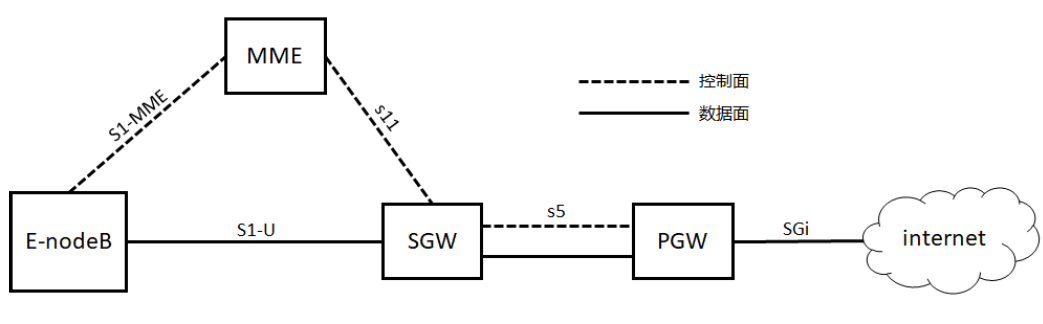 MME
控制面
数据面
S1-MME
s11
E-nodeB
S1-U
SGW
s5
PGW
SGi
internet